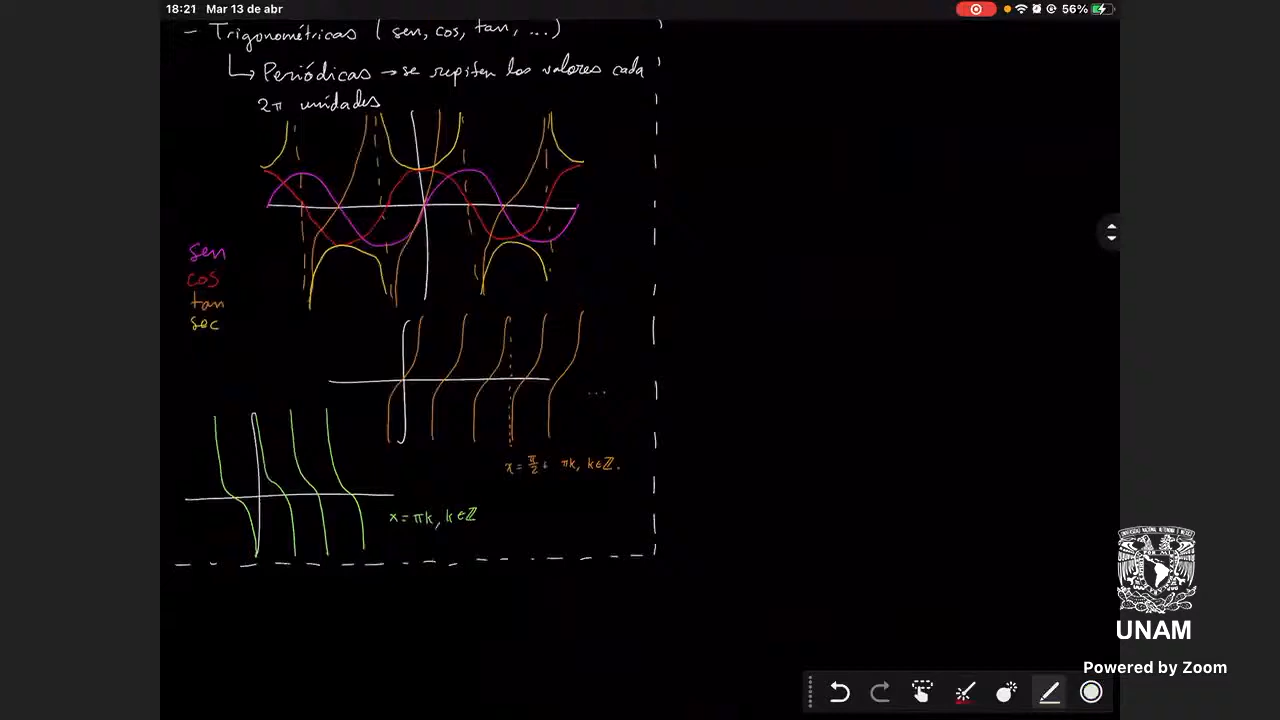 18:21 Mar 13 de abr
56%
- Trigonométricas (sen, cos, tan, ...)
Periódicas → se repiten los valores cada
2π unidades
sen
cos
tan
sec
...
x = π/2 + πk, k∈ℤ.
x = πk, k∈ℤ
UNAM
Powered by Zoom